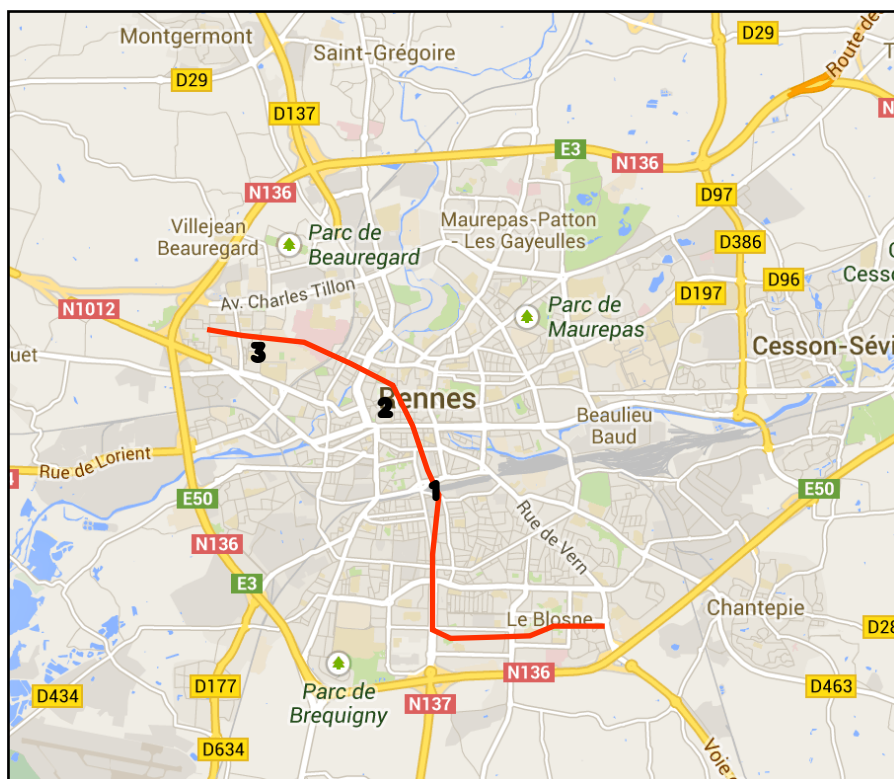 Montgermont
D29
Saint-Grégoire
D29
Route de
D137
E3
N136
N136
D97
Villejean
Beauregard
Parc de
Beauregard
Maurepas-Patton
- Les Gayeulles
D386
D96
Cesson
Av. Charles Tillon
D197
N1012
Parc de
Maurepas
uet
3
Cesson-Sévi
Rennes
2
Beaulieu
Baud
Rue de Lorient
1
E50
E50
Rue de Vern
N136
E3
Le Blosne
Chantepie
D28
Parc de
Brequigny
N136
D177
D434
N137
D463
D634
Voie